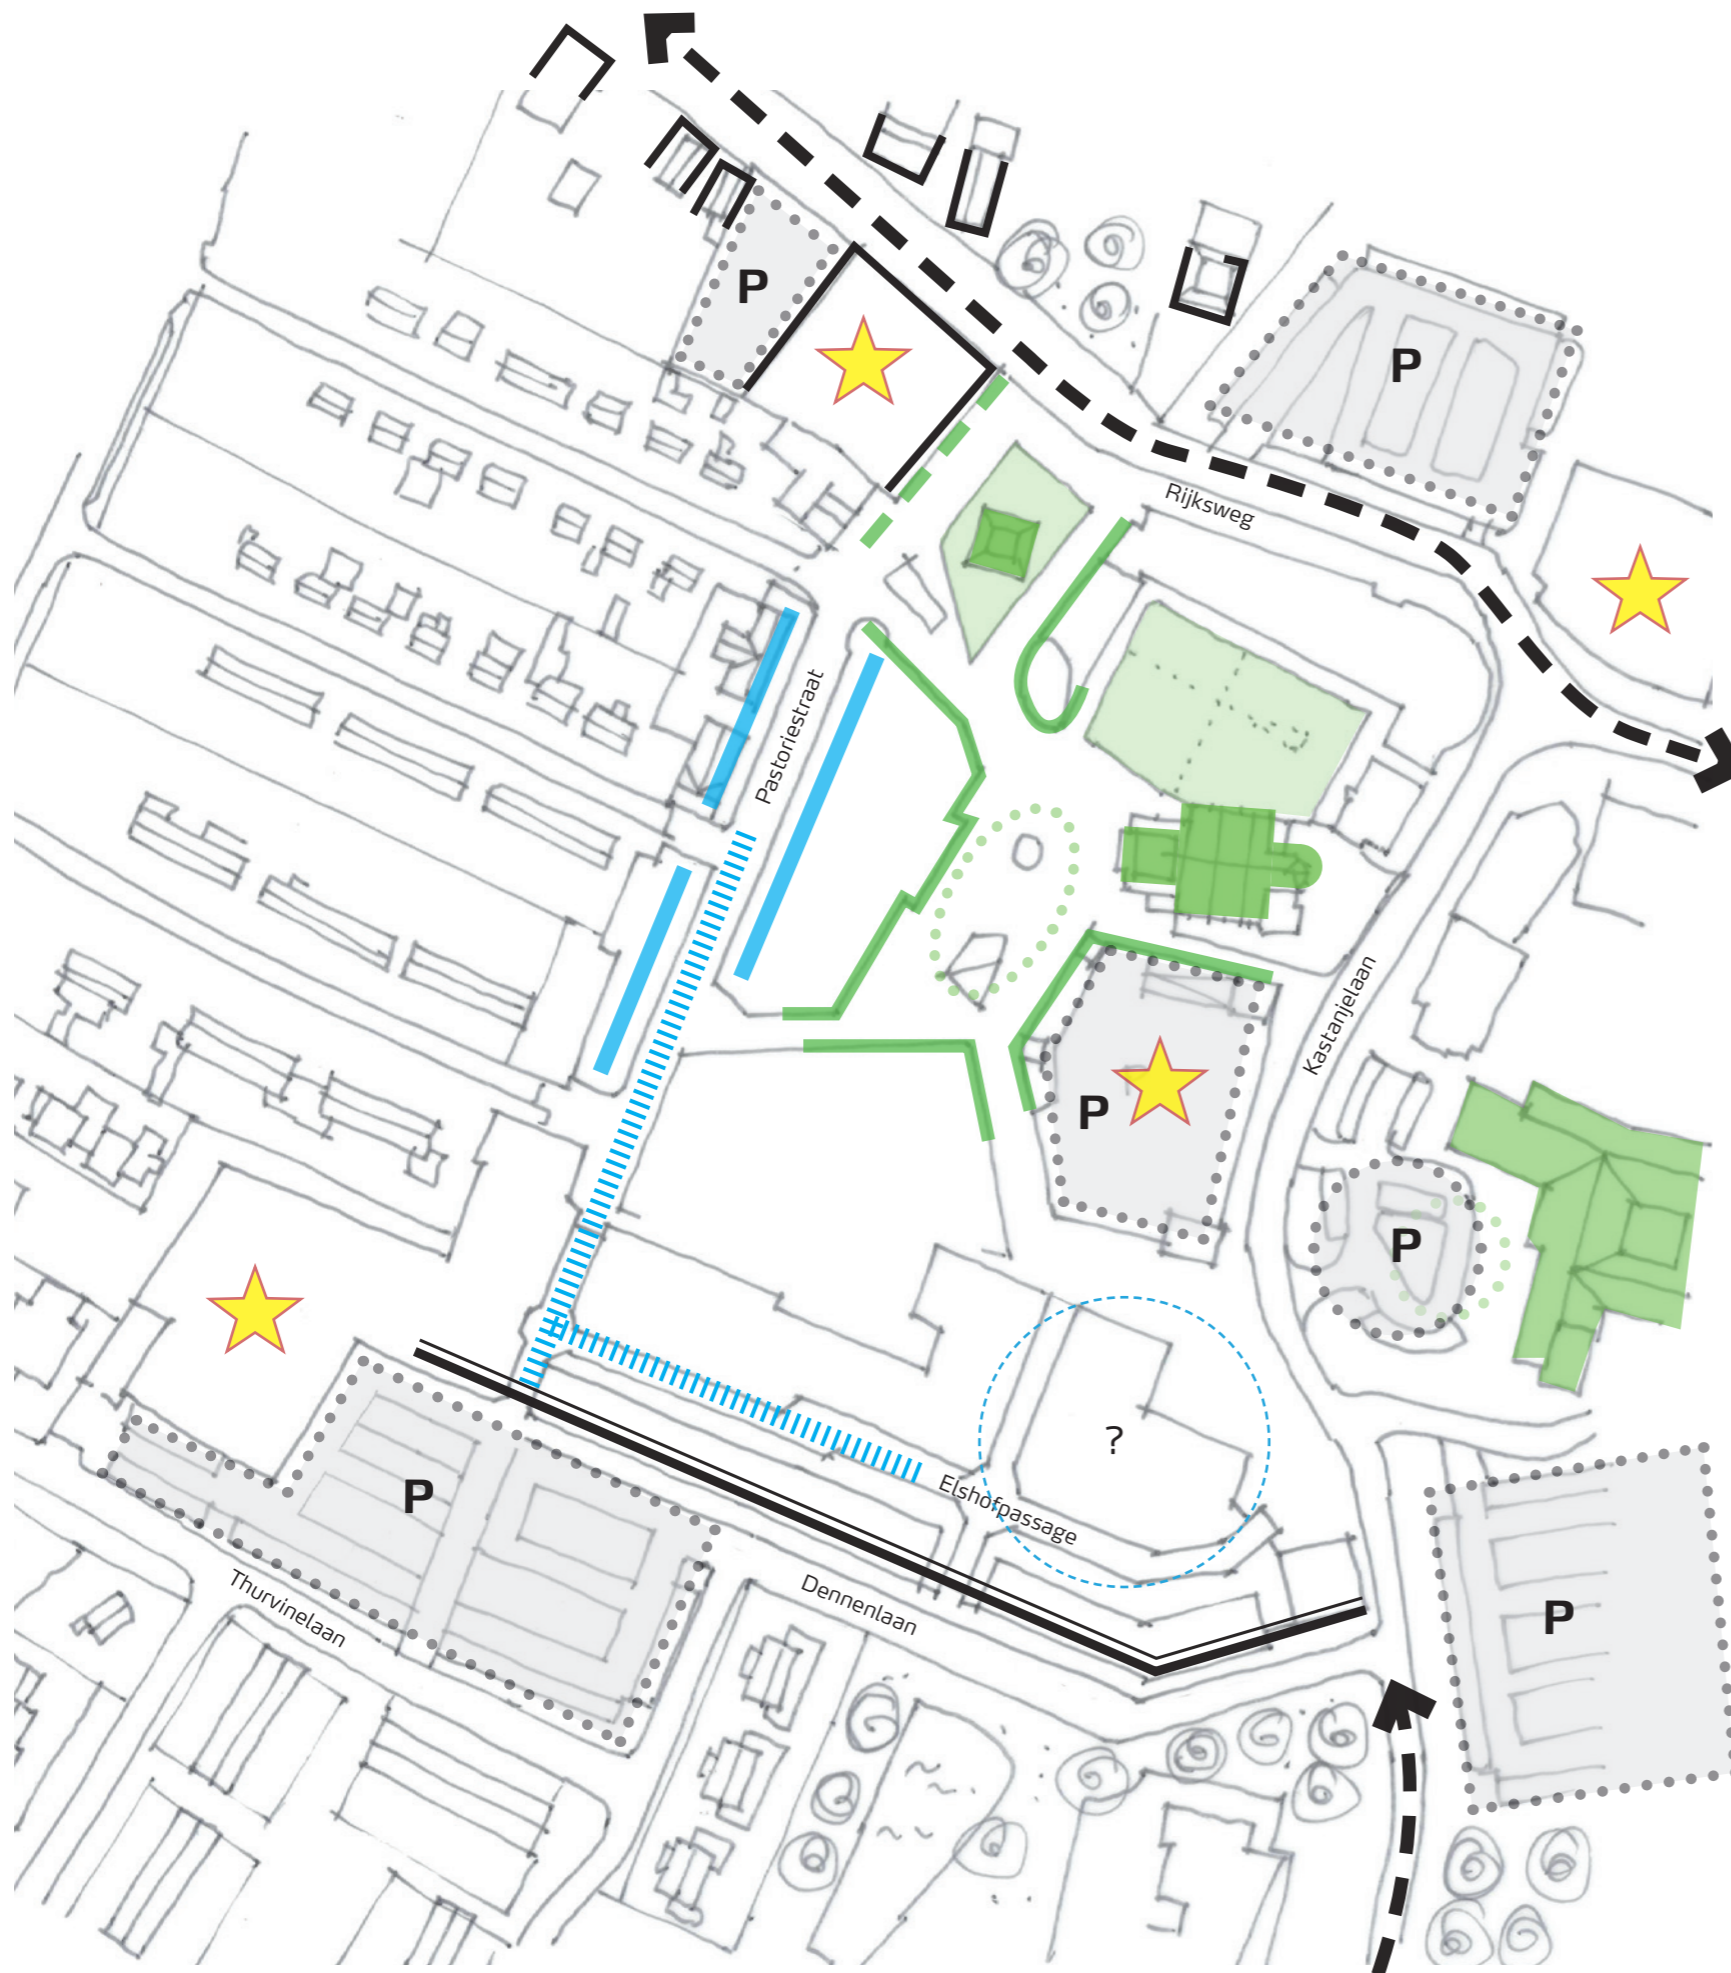 P
P
Rijksweg
Pastoriestraat
Kastanjelaan
P
P
?
P
Elshofpassage
Thurvinelaan
Dennenlaan
P